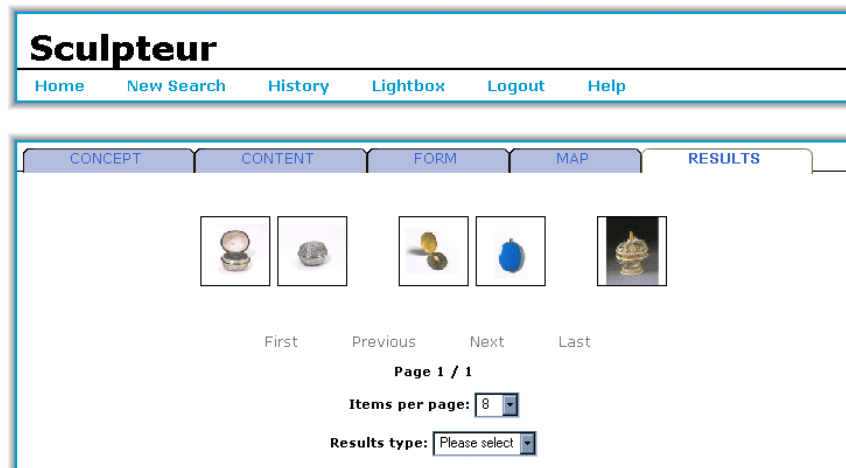 Sculpteur
Home New Search History Lightbox Logout Help
CONCEPT CONTENT FORM MAP RESULTS
First Previous Next Last
Page 1 / 1
Items per page: 8
Results type: Please select